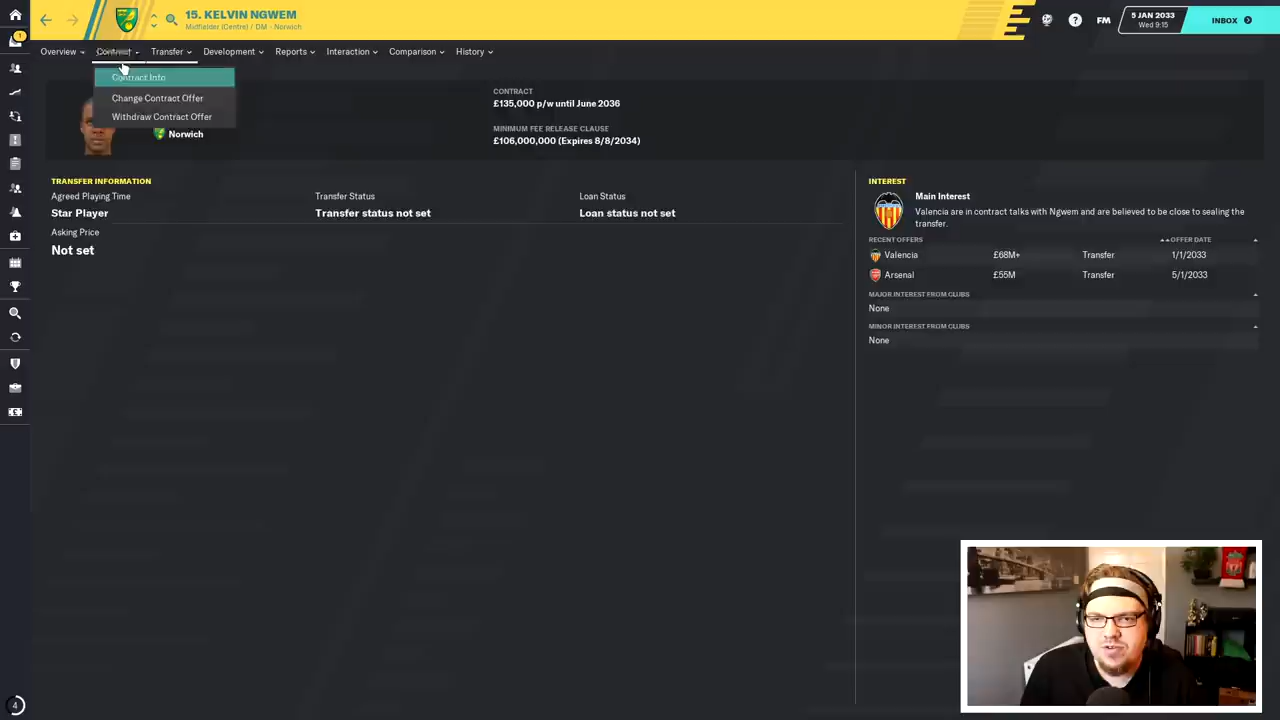 15. KELVIN NGWEM
Midfielder (Centre) / DM - Norwich
FM
5 JAN 2033
Wed 9:15
INBOX
Overview
Contract
Transfer
Development
Reports
Interaction
Comparison
History
Contract Info
Change Contract Offer
Withdraw Contract Offer
Norwich
CONTRACT
£135,000 p/w until June 2036
MINIMUM FEE RELEASE CLAUSE
£106,000,000 (Expires 8/8/2034)
TRANSFER INFORMATION
Agreed Playing Time
Transfer Status
Loan Status
Star Player
Transfer status not set
Loan status not set
Asking Price
Not set
INTEREST
Main Interest
Valencia are in contract talks with Ngwem and are believed to be close to sealing the
transfer.
RECENT OFFERS
OFFER DATE
Valencia £68M+ Transfer 1/1/2033
Arsenal £55M Transfer 5/1/2033
MAJOR INTEREST FROM CLUBS
None
MINOR INTEREST FROM CLUBS
None
4